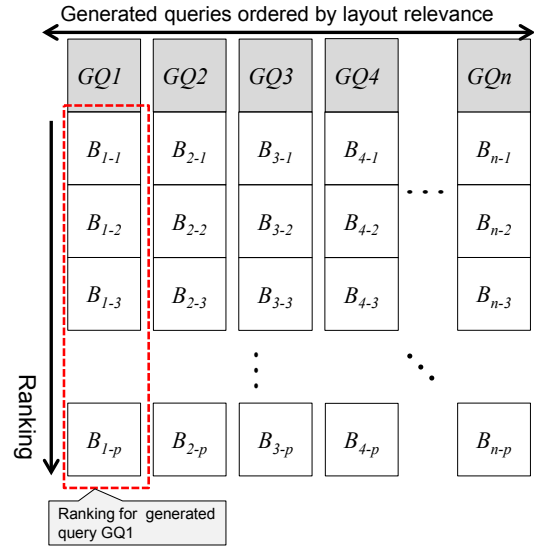 Generated queries ordered by layout relevance
GQ1 GQ2 GQ3 GQ4 GQn
B1-1 B2-1 B3-1 B4-1 Bn-1
. . .
B1-2 B2-2 B3-2 B4-2 Bn-2
B1-3 B2-3 B3-3 B4-3 Bn-3
Ranking
B1-p B2-p B3-p B4-p Bn-p
Ranking for generated
query GQ1